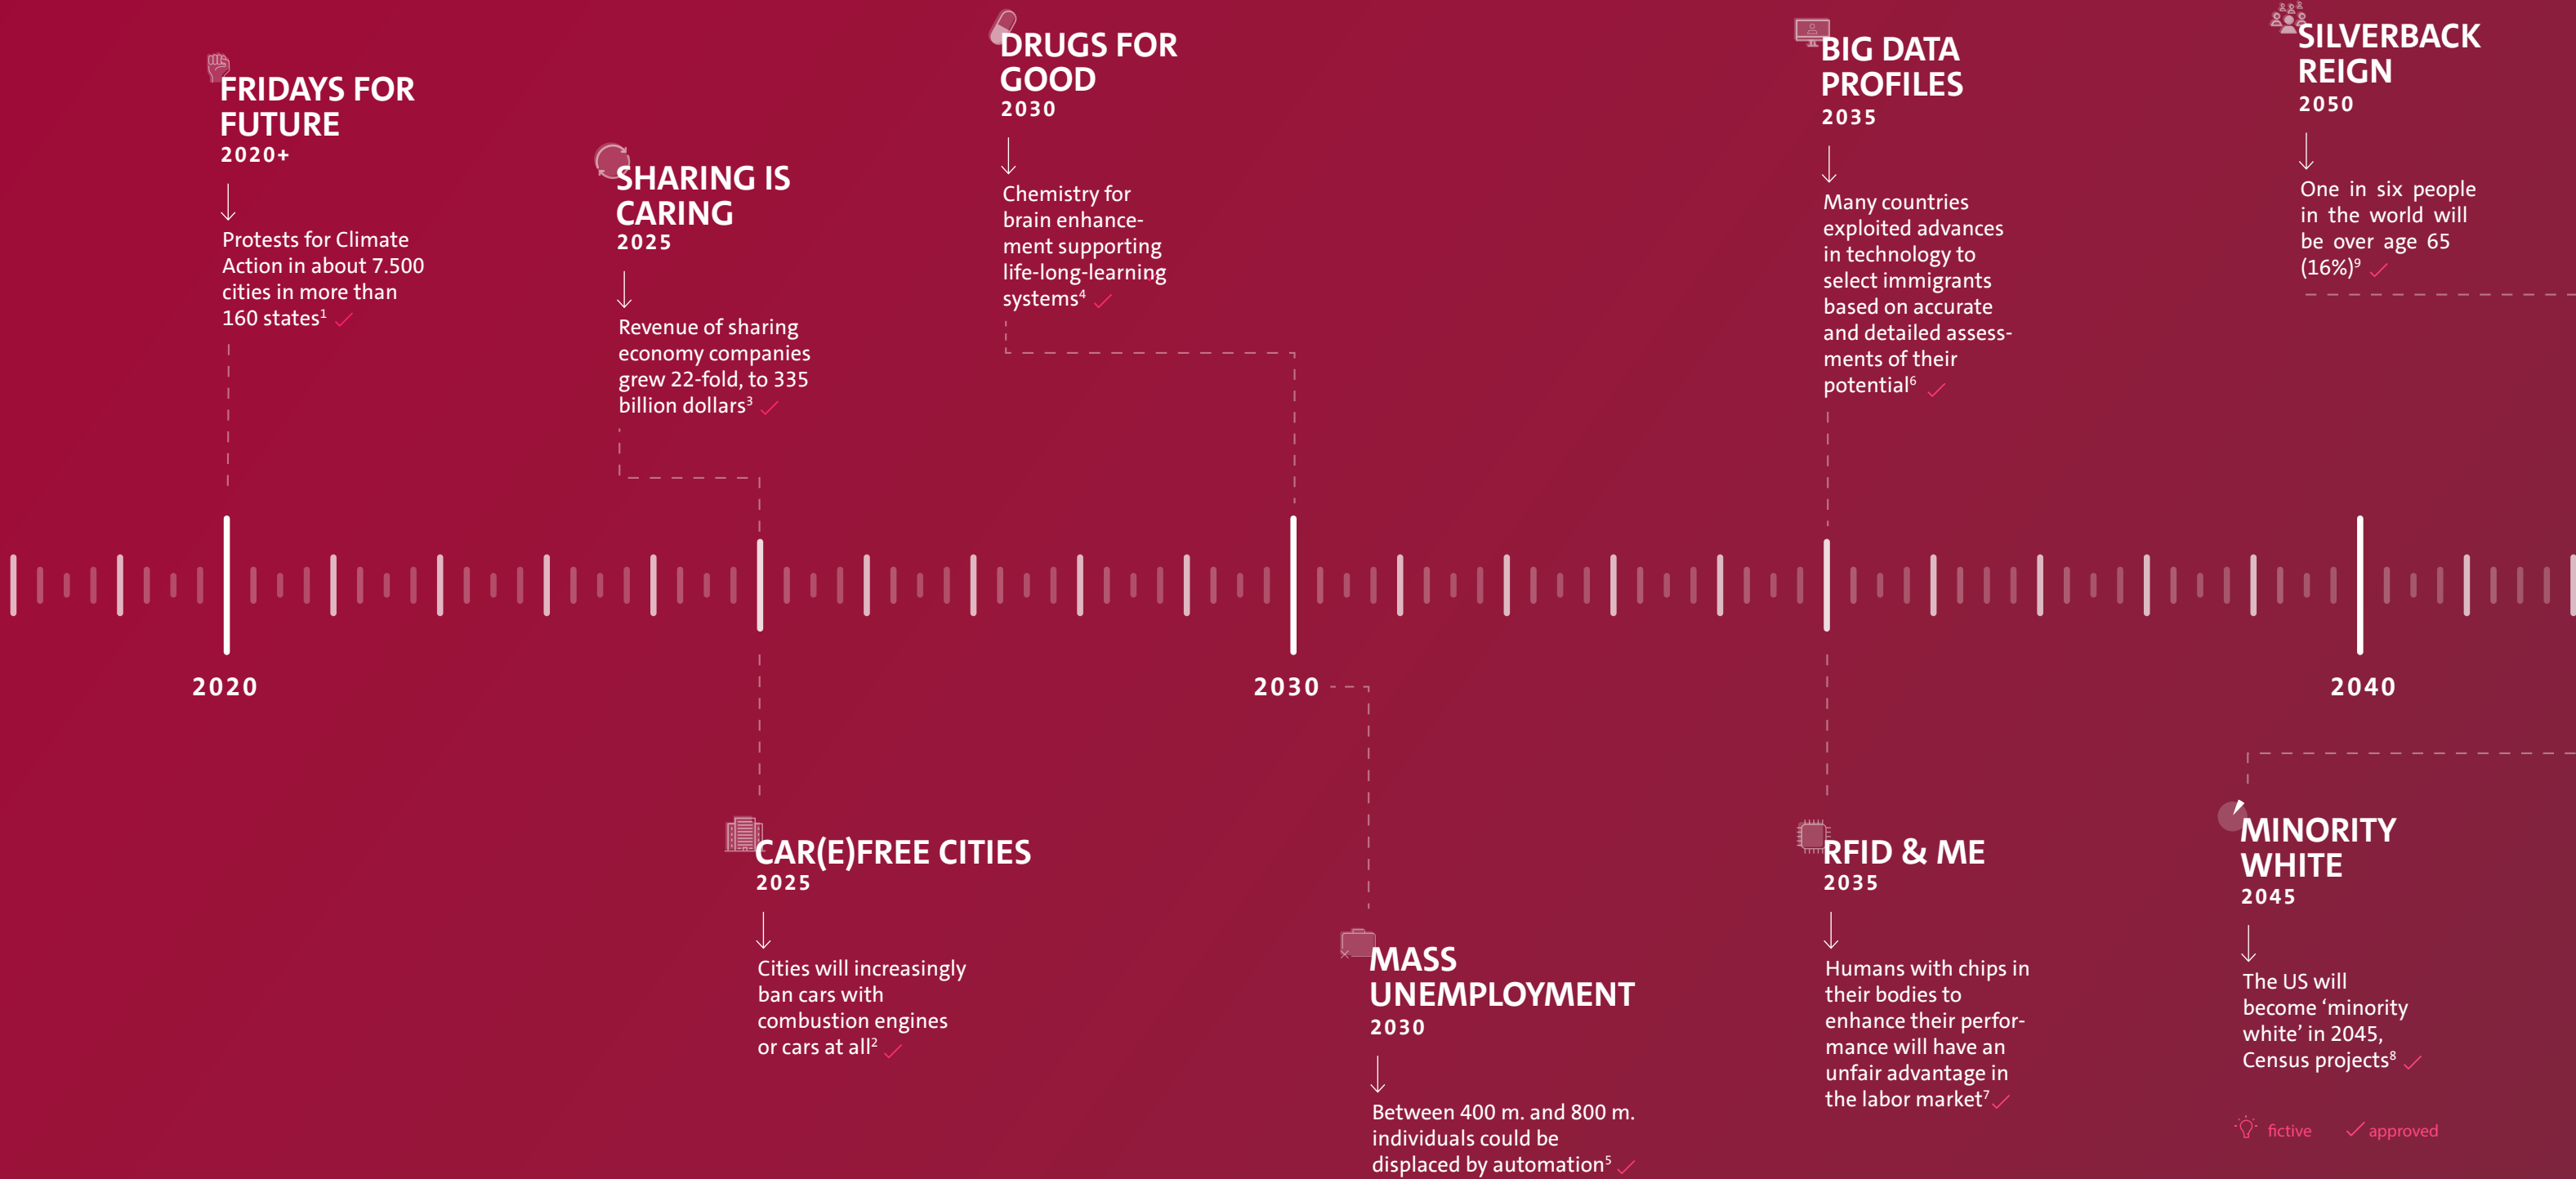 FRIDAYS FOR
FUTURE
2020+
Protests for Climate
Action in about 7.500
cities in more than
160 states¹
SHARING IS
CARING
2025
Revenue of sharing
economy companies
grew 22-fold, to 335
billion dollars³
DRUGS FOR
GOOD
2030
Chemistry for
brain enhance-
ment supporting
life-long-learning
systems⁴
BIG DATA
PROFILES
2035
Many countries
exploited advances
in technology to
select immigrants
based on accurate
and detailed assess-
ments of their
potential⁶
SILVERBACK
REIGN
2050
One in six people
in the world will
be over age 65
(16%)⁹
2020
2030
2040
CAR(E)FREE CITIES
2025
Cities will increasingly
ban cars with
combustion engines
or cars at all²
MASS
UNEMPLOYMENT
2030
Between 400 m. and 800 m.
individuals could be
displaced by automation⁵
RFID & ME
2035
Humans with chips in
their bodies to
enhance their perfor-
mance will have an
unfair advantage in
the labor market⁷
MINORITY
WHITE
2045
The US will
become ‘minority
white’ in 2045,
Census projects⁸
fictive
approved